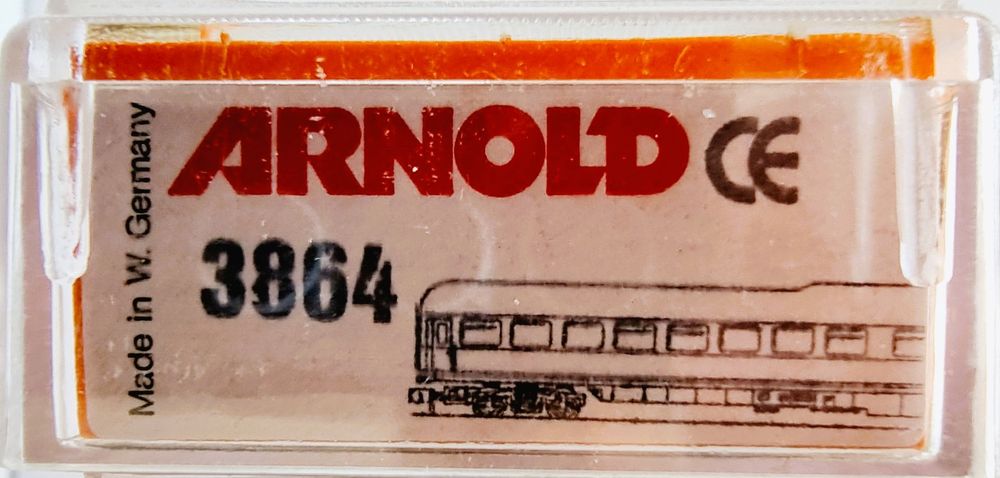 ARNOLD CE
3864
Made in W. Germany